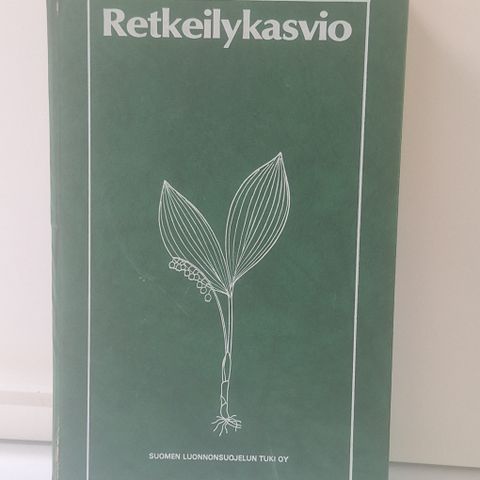 Retkeilykasvio
SUOMEN LUONNONSUOJELUN TUKI OY